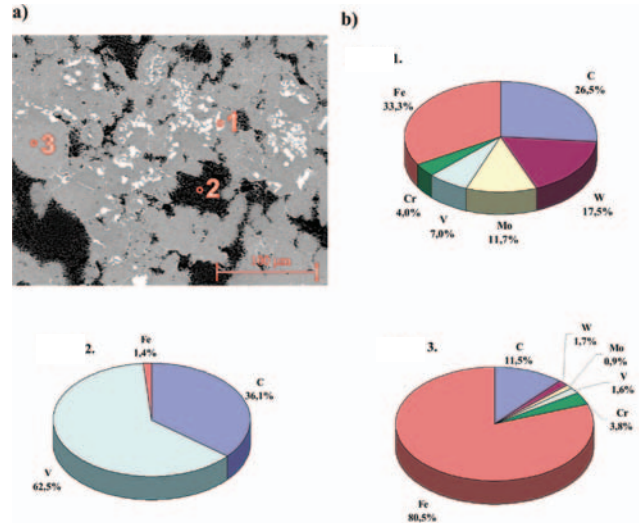 a)
b)
1
2
3
1.
C
26,5%
W
17,5%
Mo
11,7%
V
7,0%
Cr
4,0%
Fe
33,3%
2.
Fe
1,4%
C
36,1%
V
62,5%
3.
C
11,5%
W
1,7%
Mo
0,9%
V
1,6%
Cr
3,8%
Fe
80,5%